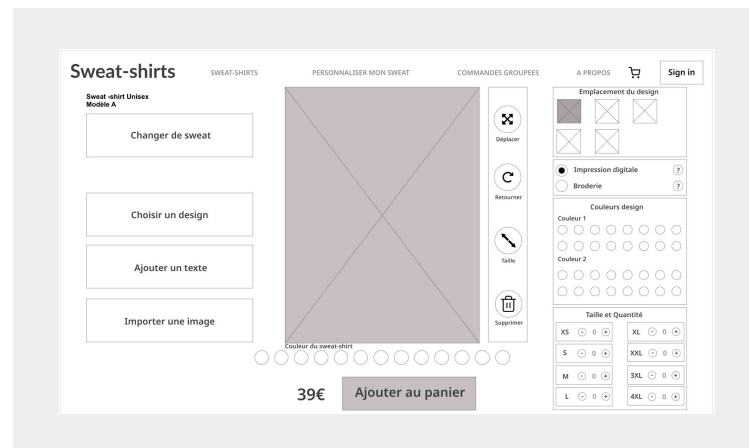 Sweat-shirts
SWEAT-SHIRTS
PERSONNALISER MON SWEAT
COMMANDES GROUPEES
A PROPOS
Sign in
Sweat -shirt Unisex
Modèle A
Changer de sweat
Choisir un design
Ajouter un texte
Importer une image
Déplacer
Retourner
Taille
Supprimer
Couleur du sweat-shirt
39€
Ajouter au panier
Emplacement du design
Impression digitale ?
Broderie ?
Couleurs design
Couleur 1
Couleur 2
Taille et Quantité
XS - 0 + XL - 0 +
S - 0 + XXL - 0 +
M - 0 + 3XL - 0 +
L - 0 + 4XL - 0 +